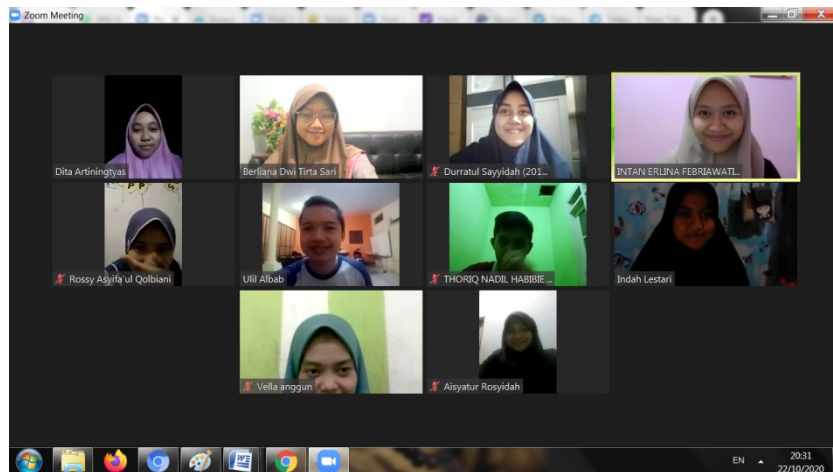 Zoom Meeting
Dita Artiningtyas
Berliana Dwi Tirta Sari
Durratul Sayyidah (201...
INTAN ERLINA FEBRIAWATI...
Rossy Asyifa'ul Qolbiani
Ulil Albab
THORIQ NADIL HABIBIE ...
Indah Lestari
Vella anggun
Aisyatur Rosyidah
EN
20:31
22/10/2020